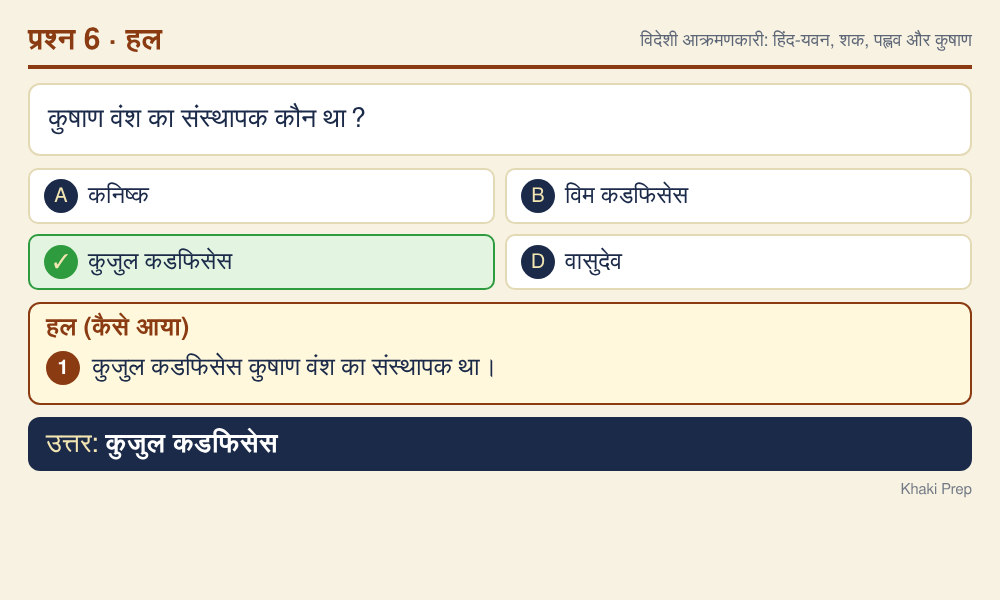 प्रश्न 6 · हल
विदेशी आक्रमणकारी: हिंद-यवन, शक, पह्लव और कुषाण
कुषाण वंश का संस्थापक कौन था ?
A कनिष्क
B विम कडफिसेस
✓ कुजुल कडफिसेस
D वासुदेव
हल (कैसे आया)
1 कुजुल कडफिसेस कुषाण वंश का संस्थापक था ।
उत्तर: कुजुल कडफिसेस
Khaki Prep